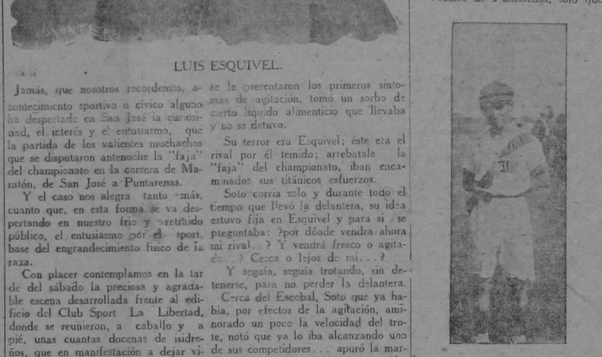 LUIS ESQUIVEL.
Jamás, que nosotros recordemos, a-
contecimiento sportivo o cívico alguno
ha despertado en San José la curiosi-
dad, el interés y el entusiasmo, que
la partida de los valientes muchachos
que se disputaron antenoche la "faja"
del championato en la carrera de Ma-
ratón, de San José a Puntarenas.
Y el caso nos alegra tanto más,
cuanto que, en esta forma se va des-
pertando en nuestro frío y retraído
público, el entusiasmo por el sport,
base del engrandecimiento físico de la
raza.
Con placer contemplamos en la tar
de del sábado la preciosa y agrada-
ble escena desarrollada frente al edi-
ficio del Club Sport La Libertad,
donde se reunieron, a caballo y a
pié, unas cuantas docenas de isidre-
ños, que en manifestación a dejar vi-
se le presentaron los primeros sínto-
mas de agitación, tomó un sorbo de
cierto líquido alimenticio que llevaba
y no se detuvo.
Su terror era Esquivel; éste era el
rival por él temido; arrebatale la
"faja" del championato, iban enca-
minados sus titánicos esfuerzos.
Soto corría solo y durante todo el
tiempo que llevó la delantera, su idea
estuvo fija en Esquivel y para sí se
preguntaba: ?por dónde vendrá ahora
mi rival..? Y vendrá fresco o agita-
do..? Cerca o lejos de mí...?
Y seguía, seguía trotando, sin de-
tenerse, para no perder la delantera.
Cerca del Escobal, Soto que ya ha-
bía, por efectos de la agitación, ami-
norado un poco la velocidad del tro-
te, notó que ya lo iba alcanzando uno
de sus competidores... apuró la mar-